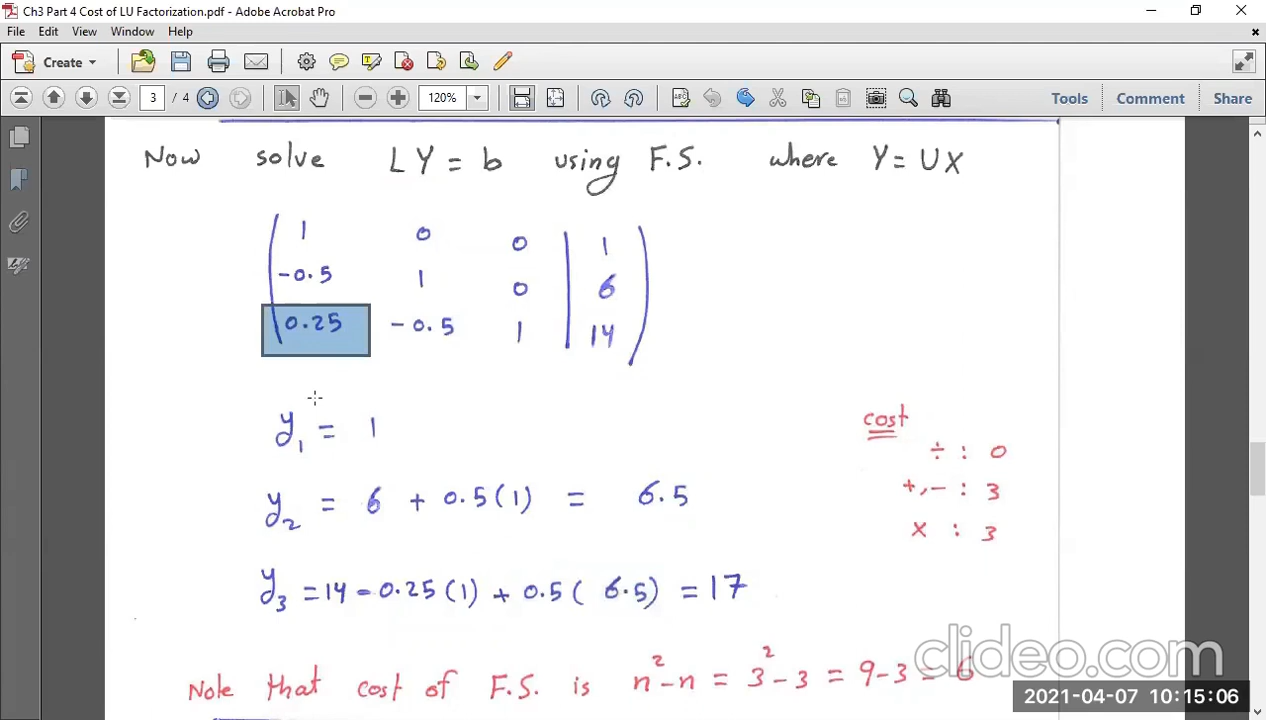 Ch3 Part 4 Cost of LU Factorization.pdf - Adobe Acrobat Pro
File Edit View Window Help
Create
3 / 4 120% Tools Comment Share
Now solve LY = b using F.S. where Y = UX
1 0 0 | 1
-0.5 1 0 | 6
0.25 -0.5 1 | 14
y₁ = 1
cost
÷ : 0
y₂ = 6 + 0.5(1) = 6.5
+,- : 3
x : 3
y₃ = 14 - 0.25(1) + 0.5(6.5) = 17
Note that cost of F.S. is n² - n = 3² - 3 = 9 - 3 = 6
clideo.com
2021-04-07 10:15:06